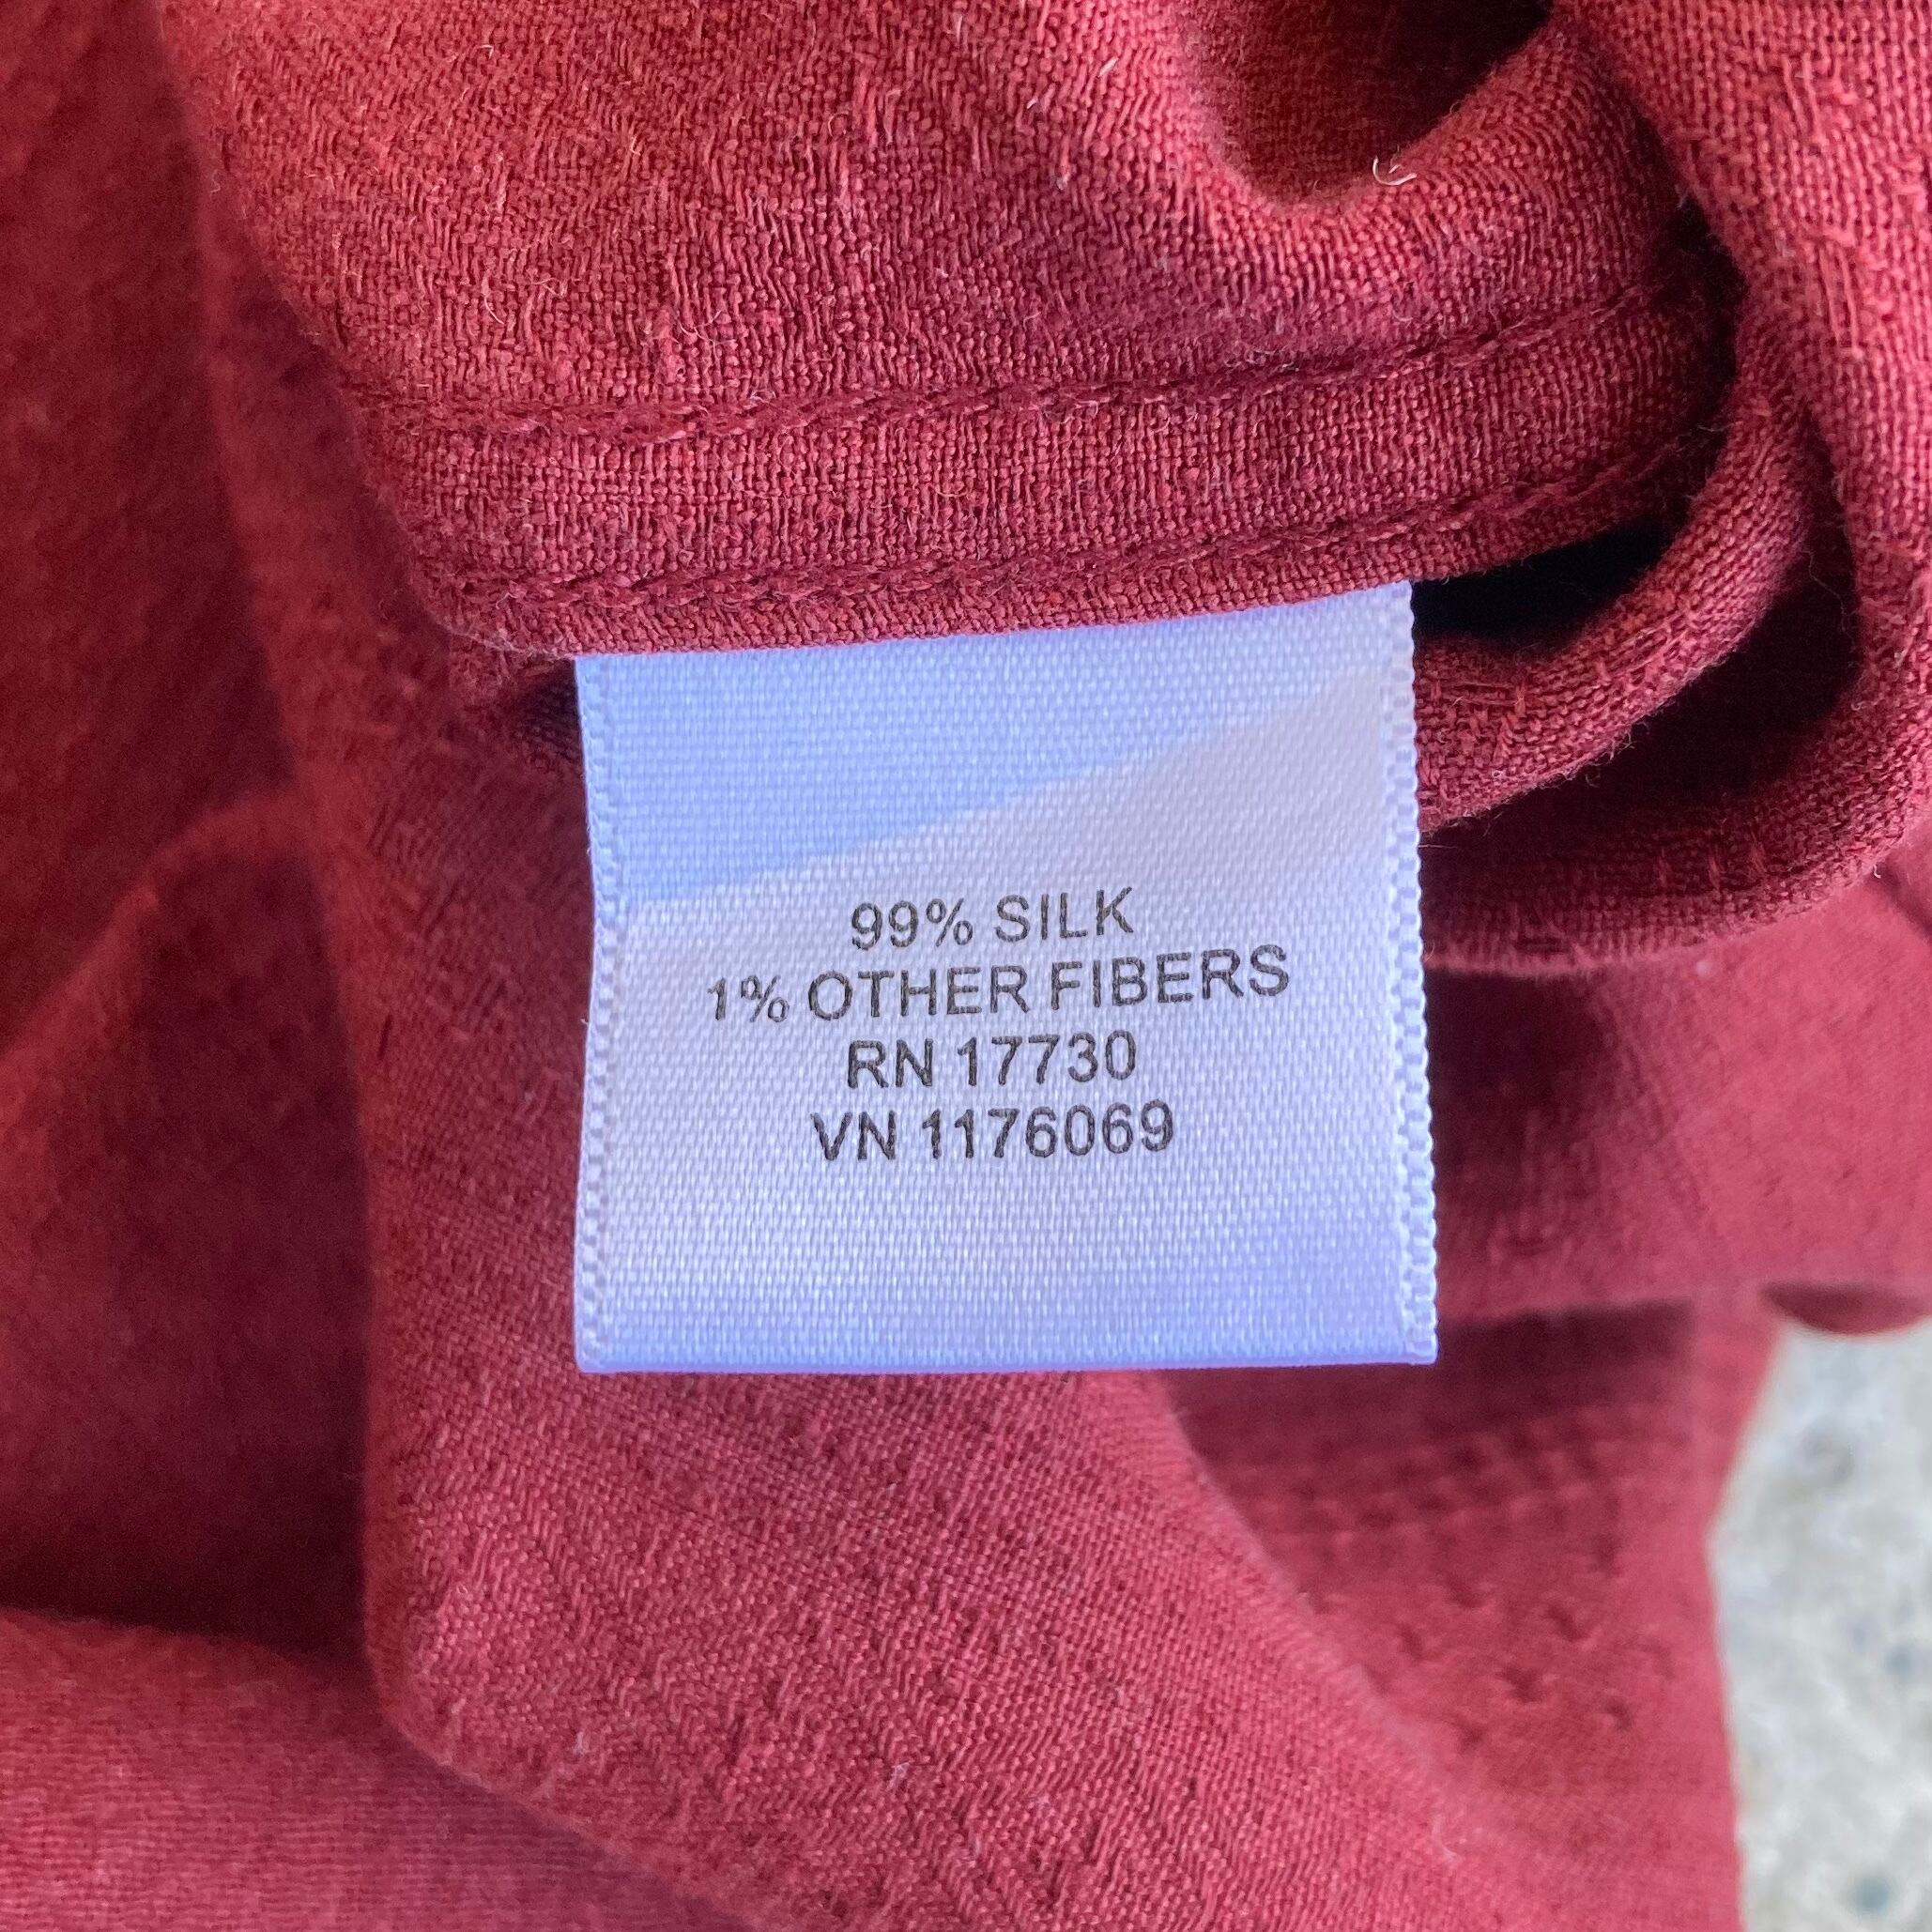 99% SILK
1% OTHER FIBERS
RN 17730
VN 1176069